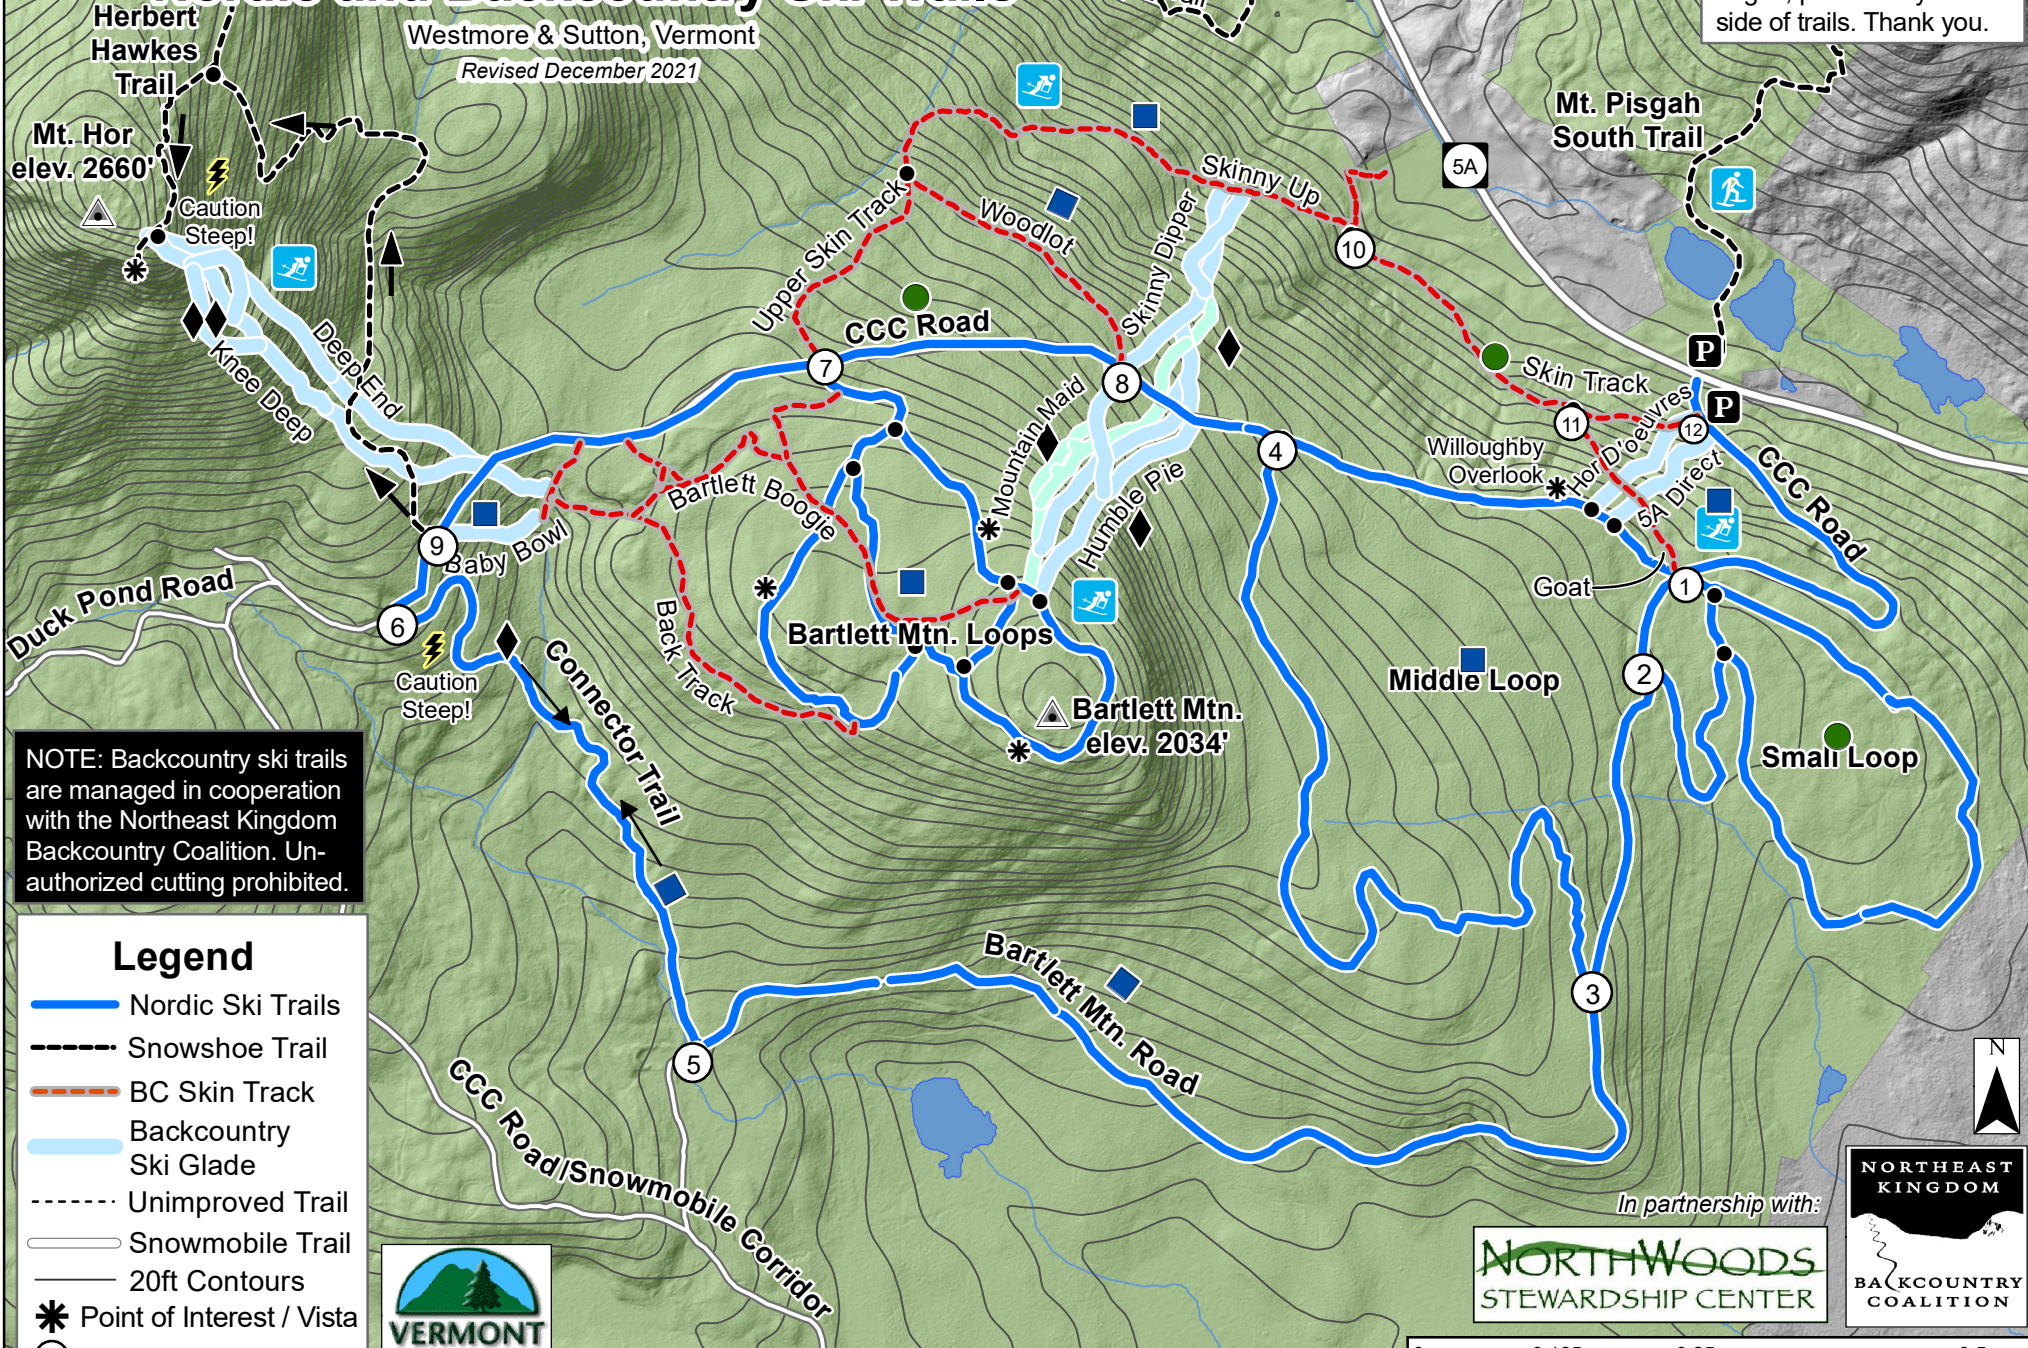 Nordic and Backcountry Ski Trails
Westmore & Sutton, Vermont
Revised December 2021
side of trails. Thank you.
Herbert
Hawkes
Trail
Mt. Hor
elev. 2660'
Caution
Steep!
Mt. Pisgah
South Trail
5A
Skinny Up
Woodlot
Upper Skin Track
Skinny Dipper
CCC Road
10
7
8
Deep End
Knee Deep
Skin Track
P
P
11
12
Hor D'oeuvres
Willoughby
Overlook
5A Direct
CCC Road
4
Mountain Maid
Humble Pie
Bartlett Boogie
Baby Bowl
9
6
Duck Pond Road
Caution
Steep!
Connector Trail
Back Track
Bartlett Mtn. Loops
Bartlett Mtn.
elev. 2034'
Goat
1
2
Middle Loop
Small Loop
3
5
Bartlett Mtn. Road
CCC Road/Snowmobile Corridor
NOTE: Backcountry ski trails
are managed in cooperation
with the Northeast Kingdom
Backcountry Coalition. Un-
authorized cutting prohibited.
Legend
Nordic Ski Trails
Snowshoe Trail
BC Skin Track
Backcountry
Ski Glade
Unimproved Trail
Snowmobile Trail
20ft Contours
Point of Interest / Vista
VERMONT
N
In partnership with:
NORTHWOODS
STEWARDSHIP CENTER
NORTHEAST
KINGDOM
BACKCOUNTRY
COALITION